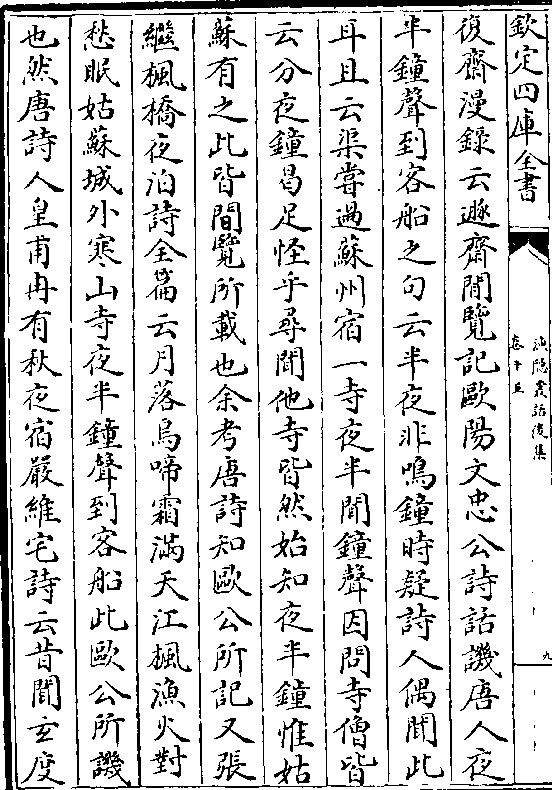 欽定四庫全書
漁隱叢話後集
卷十五
九
復齋漫錄云遯齋閒覽記歐陽文忠公詩話譏唐人夜
半鐘聲到客船之句云半夜非鳴鐘時疑詩人偶聞此
耳且云渠嘗過蘇州宿一寺夜半聞鐘聲因問寺僧皆
云分夜鐘曷足怪乎尋聞他寺皆然始知夜半鐘惟姑
蘇有之此皆閒覽所載也余考唐詩知歐公所記又張
繼楓橋夜泊詩全篇云月落烏啼霜滿天江楓漁火對
愁眠姑蘇城外寒山寺夜半鐘聲到客船此歐公所譏
也然唐詩人皇甫冉有秋夜宿嚴維宅詩云昔聞玄度